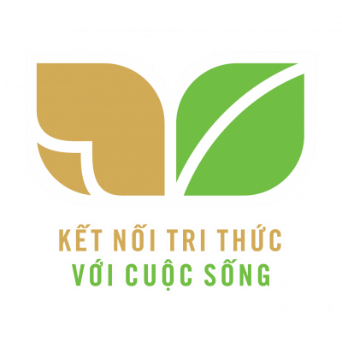 KẾT NỐI TRI THỨC
VỚI CUỘC SỐNG